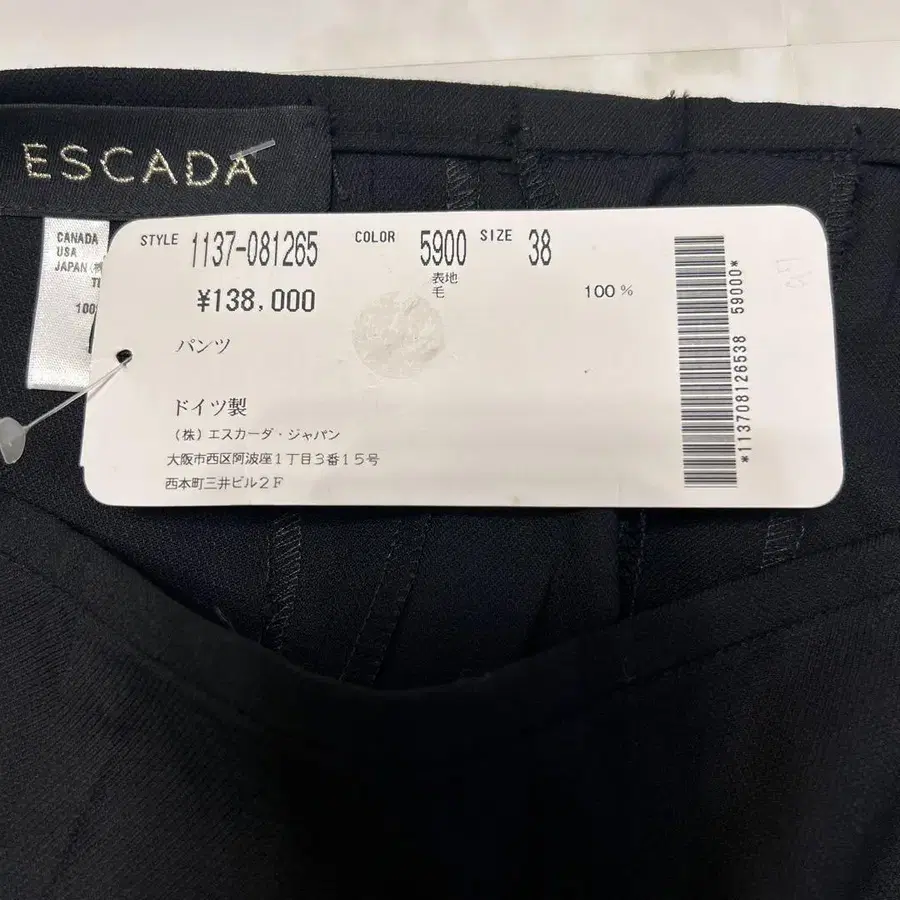 ESCADA
CANADA
USA
JAPAN
100
STYLE 1137-081265 COLOR 5900 SIZE 38
表地
毛 100%
¥138,000
パンツ
ドイツ製
(株)エスカーダ・ジャパン
大阪市西区阿波座1丁目3番15号
西本町三井ビル2F
*113708126538 59000*